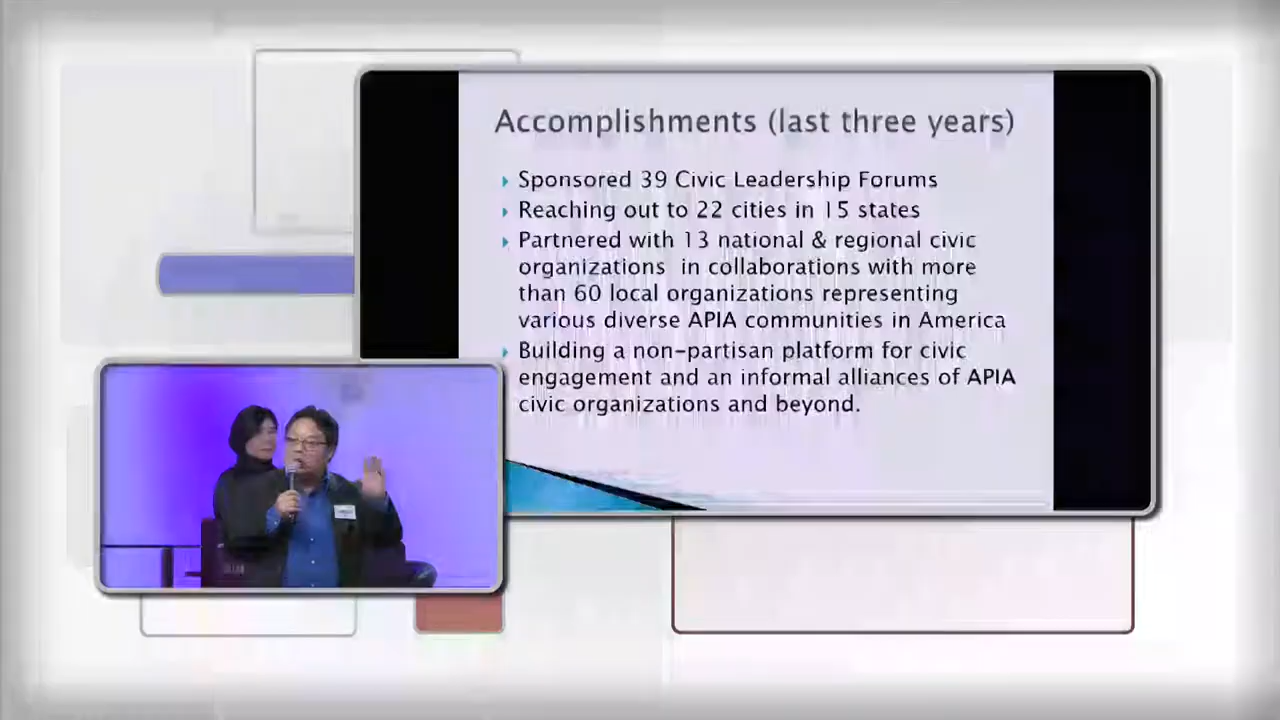 Accomplishments (last three years)
Sponsored 39 Civic Leadership Forums
Reaching out to 22 cities in 15 states
Partnered with 13 national & regional civic
organizations in collaborations with more
than 60 local organizations representing
various diverse APIA communities in America
Building a non-partisan platform for civic
engagement and an informal alliances of APIA
civic organizations and beyond.